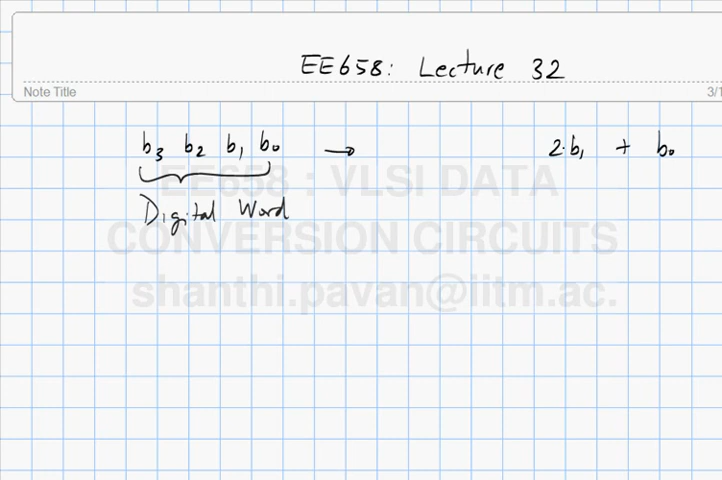 EE658: Lecture 32
Note Title
3/1
b₃ b₂ b₁ b₀ → 2·b₁ + b₀
Digital Word
EE658 : VLSI DATA
CONVERSION CIRCUITS
shanthi.pavan@iitm.ac.